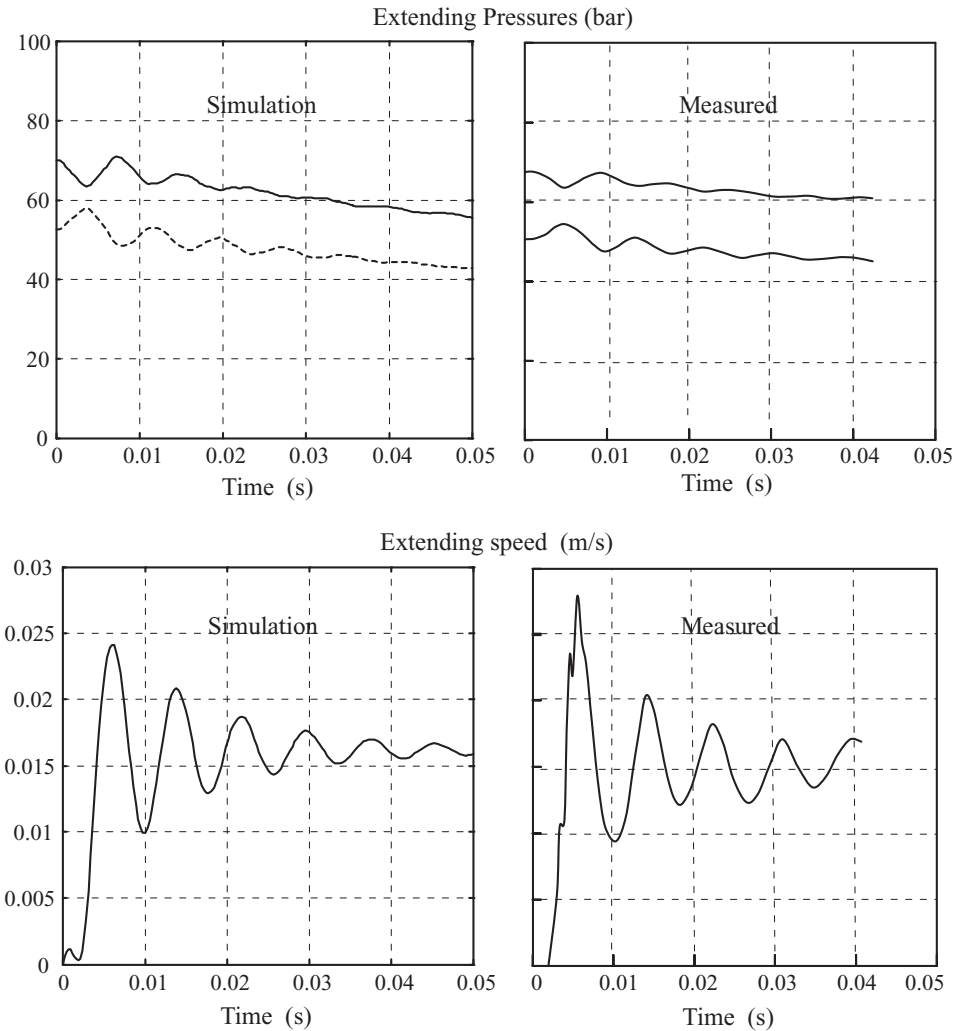 Extending Pressures (bar)
100
80
60
40
20
0
Simulation
0 0.01 0.02 0.03 0.04 0.05
Time (s)
Measured
0 0.01 0.02 0.03 0.04 0.05
Time (s)
Extending speed (m/s)
0.03
0.025
0.02
0.015
0.01
0.005
0
Simulation
0 0.01 0.02 0.03 0.04 0.05
Time (s)
Measured
0 0.01 0.02 0.03 0.04 0.05
Time (s)